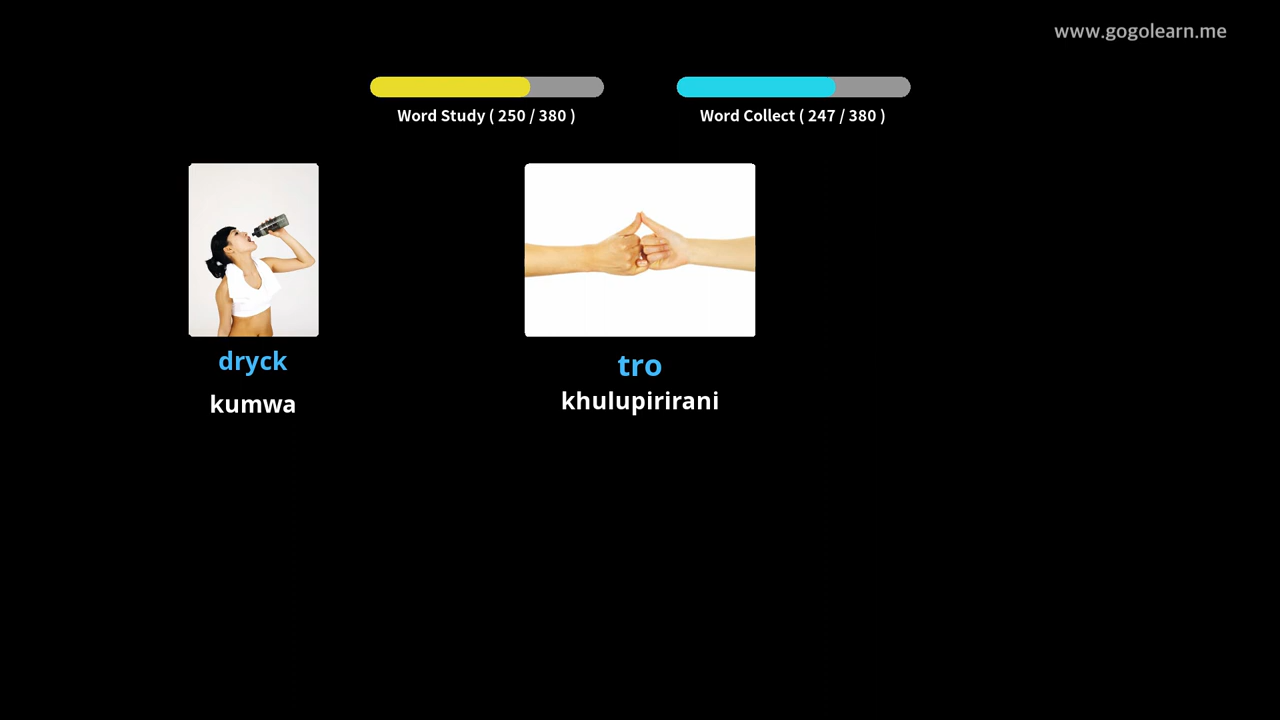 www.gogolearn.me
Word Study ( 250 / 380 )
Word Collect ( 247 / 380 )
dryck
kumwa
tro
khulupirirani